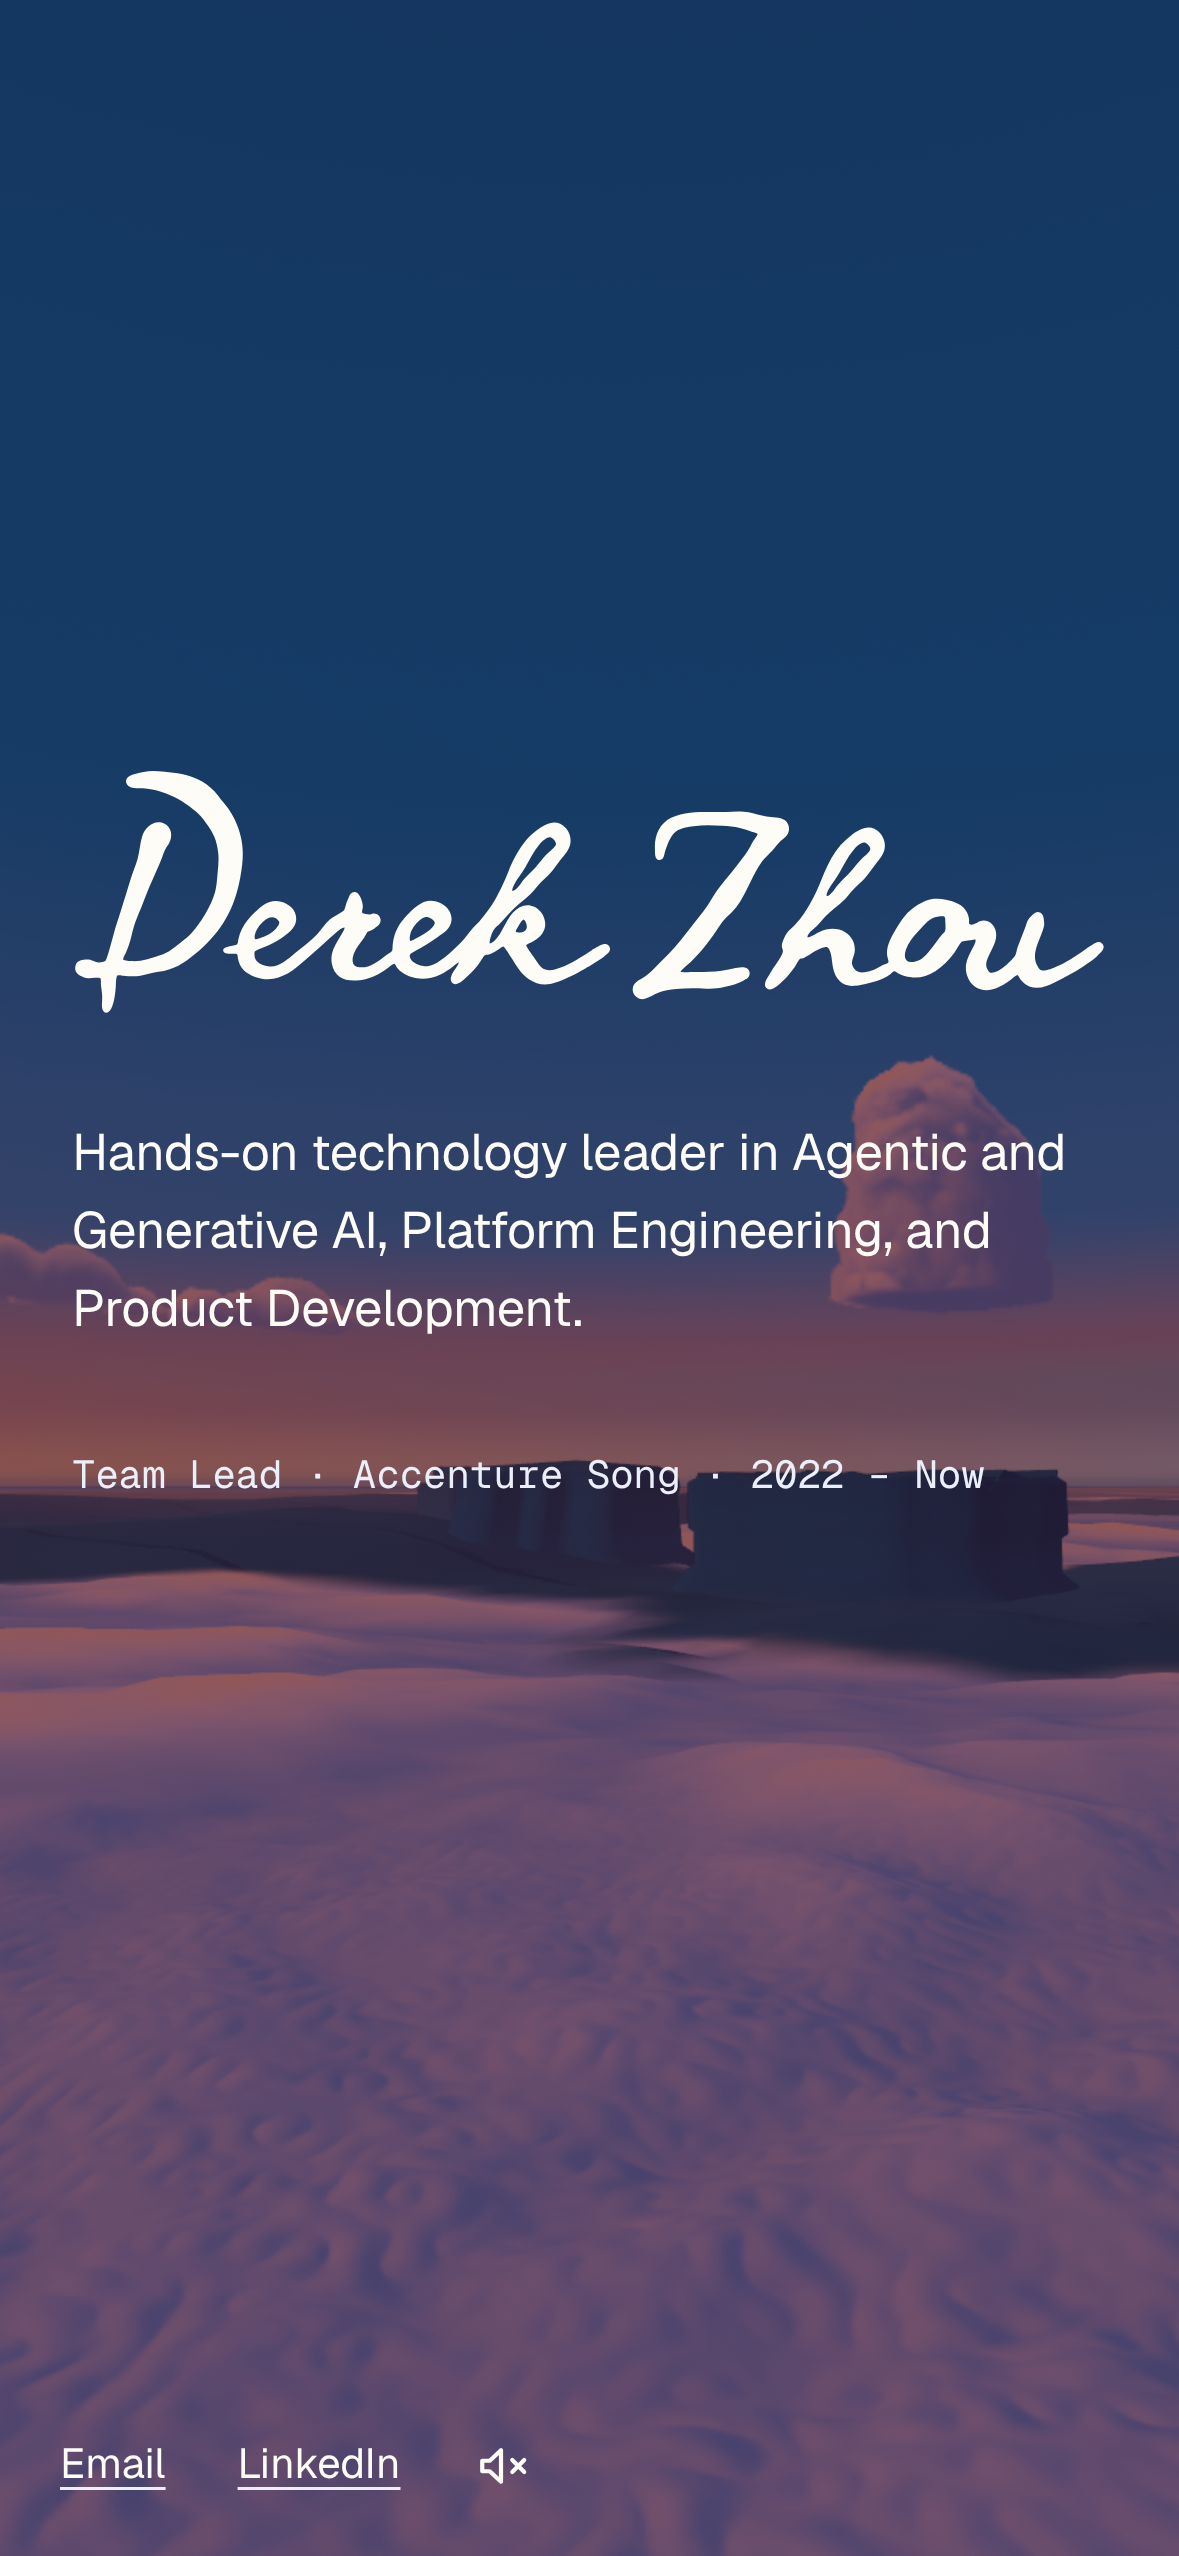 Derek Zhou
Hands-on technology leader in Agentic and
Generative AI, Platform Engineering, and
Product Development.
Team Lead · Accenture Song · 2022 – Now
Email LinkedIn